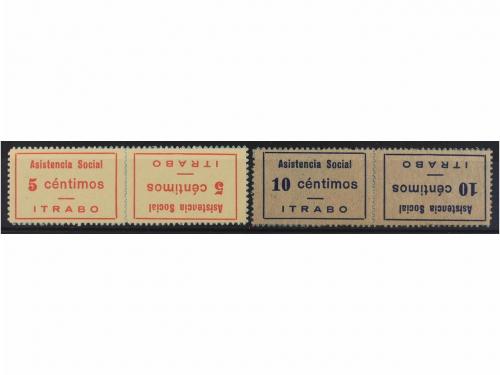 Asistencia Social
5 céntimos
ITRABO
ITRABO
5 céntimos
Asistencia Social
Asistencia Social
10 céntimos
ITRABO
ITRABO
10 céntimos
Asistencia Social